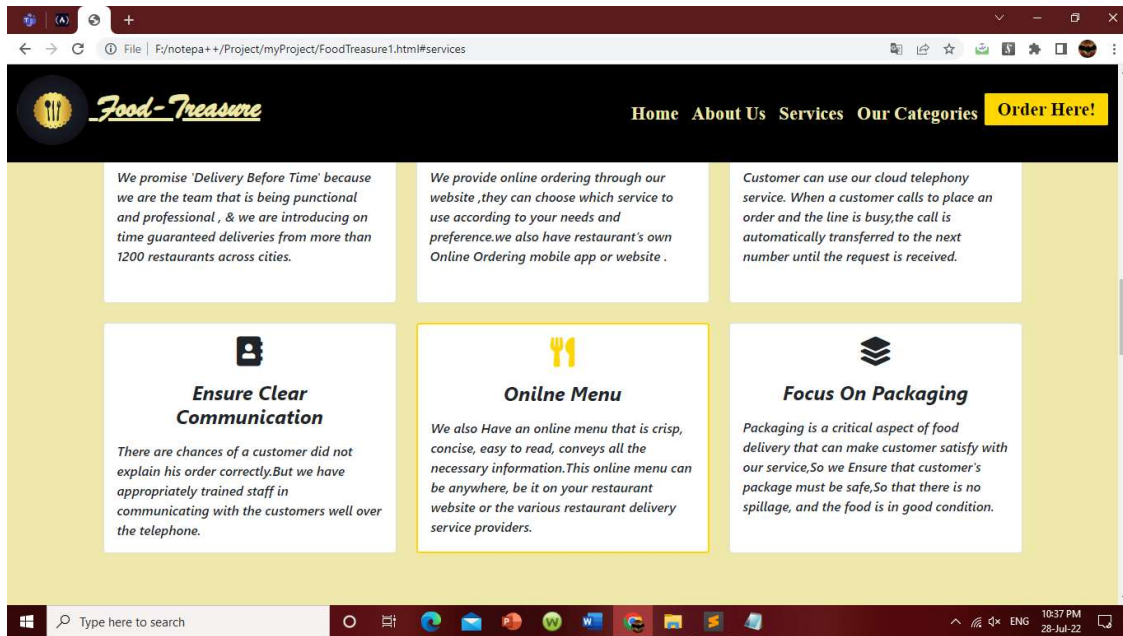 File | F:/notepa++/Project/myProject/FoodTreasure1.html#services
Food-Treasure
Home About Us Services Our Categories Order Here!
We promise 'Delivery Before Time' because
we are the team that is being punctional
and professional , & we are introducing on
time guaranteed deliveries from more than
1200 restaurants across cities.
We provide online ordering through our
website ,they can choose which service to
use according to your needs and
preference.we also have restaurant's own
Online Ordering mobile app or website .
Customer can use our cloud telephony
service. When a customer calls to place an
order and the line is busy,the call is
automatically transferred to the next
number until the request is received.
Ensure Clear
Communication
There are chances of a customer did not
explain his order correctly.But we have
appropriately trained staff in
communicating with the customers well over
the telephone.
Onilne Menu
We also Have an online menu that is crisp,
concise, easy to read, conveys all the
necessary information.This online menu can
be anywhere, be it on your restaurant
website or the various restaurant delivery
service providers.
Focus On Packaging
Packaging is a critical aspect of food
delivery that can make customer satisfy with
our service,So we Ensure that customer's
package must be safe,So that there is no
spillage, and the food is in good condition.
Type here to search
ENG
10:37 PM
28-Jul-22